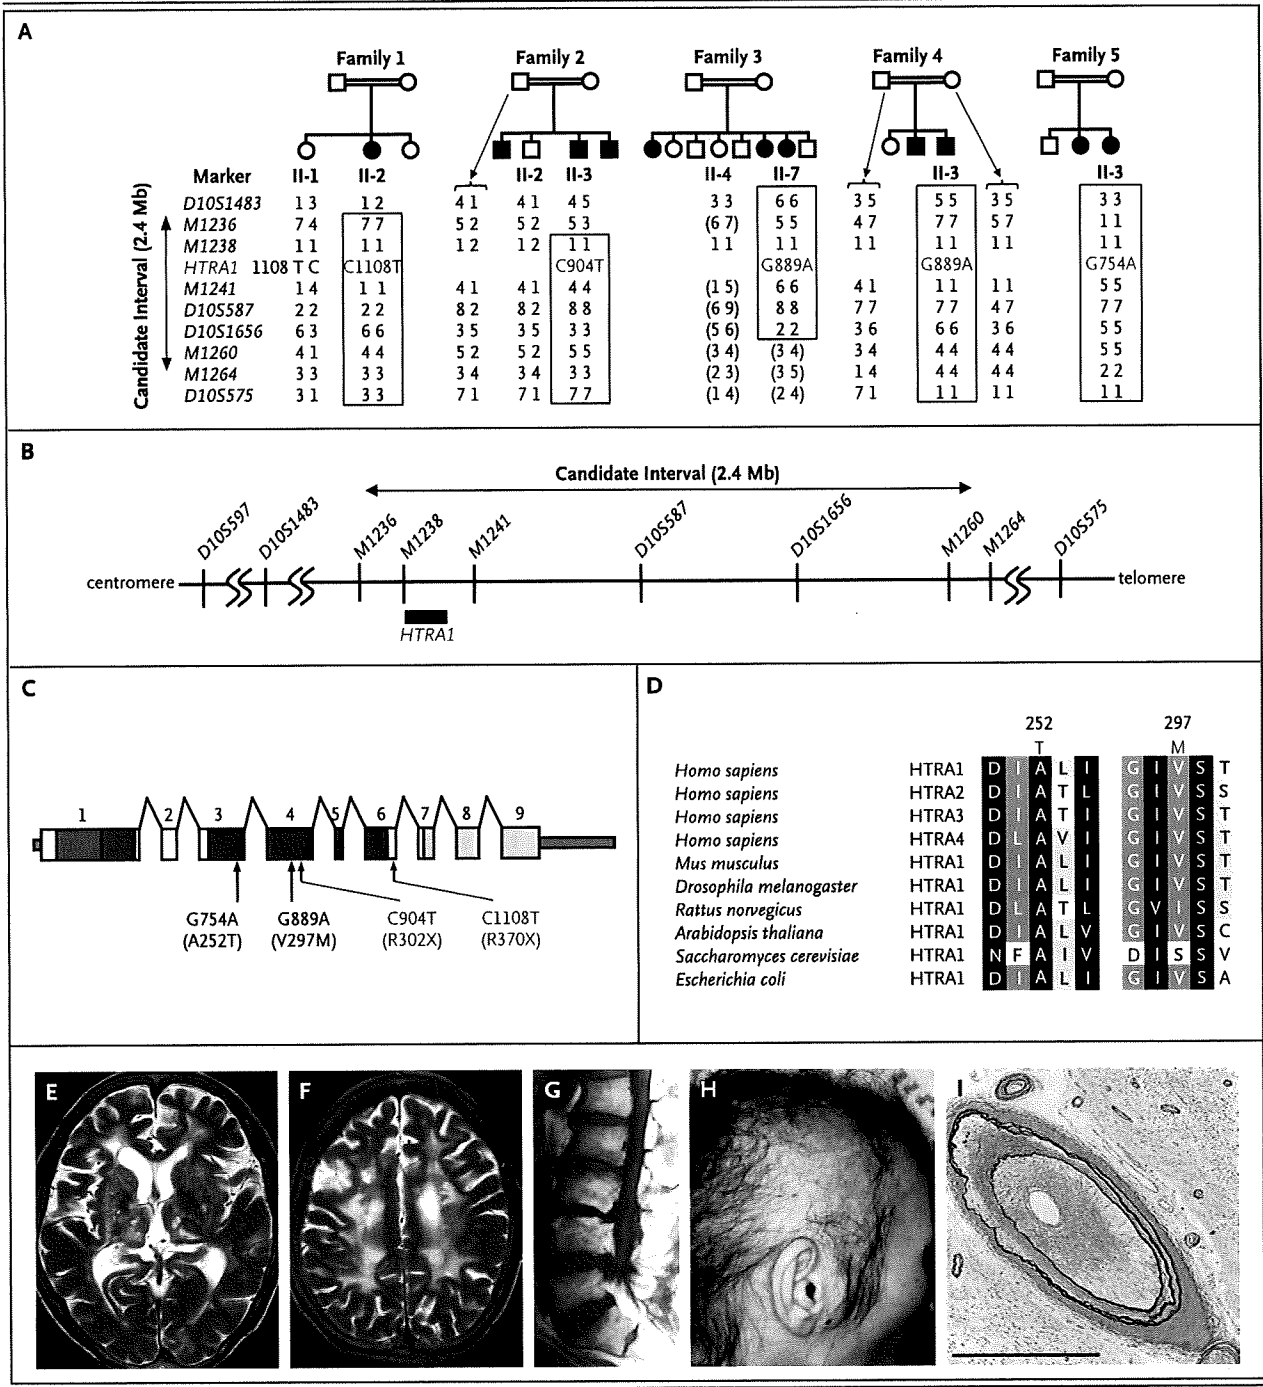 A
Family 1 Family 2 Family 3 Family 4 Family 5
Marker II-1 II-2 II-2 II-3 II-4 II-7 II-3 II-3
D10S1483 1 3 1 2 4 1 4 1 4 5 3 3 6 6 3 5 5 5 3 5 3 3
M1236 7 4 7 7 5 2 5 2 5 3 (6 7) 5 5 4 7 7 7 5 7 1 1
M1238 1 1 1 1 1 2 1 2 1 1 1 1 1 1 1 1 1 1 1 1 1 1
HTRA1 1108 T C C1108T C904T G889A G889A G754A
M1241 1 4 1 1 4 1 4 1 4 4 (1 5) 6 6 4 1 1 1 1 1 5 5
D10S587 2 2 2 2 8 2 8 2 8 8 (6 9) 8 8 7 7 7 7 4 7 7 7
D10S1656 6 3 6 6 3 5 3 5 3 3 (5 6) 2 2 3 6 6 6 3 6 5 5
M1260 4 1 4 4 5 2 5 2 5 5 (3 4) (3 4) 3 4 4 4 4 4 5 5
M1264 3 3 3 3 3 4 3 4 3 3 (2 3) (3 5) 1 4 4 4 4 4 2 2
D10S575 3 1 3 3 7 1 7 1 7 7 (1 4) (2 4) 7 1 1 1 1 1 1 1
Candidate Interval (2.4 Mb)
B
Candidate Interval (2.4 Mb)
D10S597 D10S1483 M1236 M1238 M1241 D10S587 D10S1656 M1260 M1264 D10S575
centromere telomere
HTRA1
C
1 2 3 4 5 6 7 8 9
G754A G889A C904T C1108T
(A252T) (V297M) (R302X) (R370X)
D
252 297
T M
Homo sapiens HTRA1 D I A L I G I V S T
Homo sapiens HTRA2 D I A T L G I V S S
Homo sapiens HTRA3 D I A T I G I V S T
Homo sapiens HTRA4 D L A V I G I V S T
Mus musculus HTRA1 D I A L I G I V S T
Drosophila melanogaster HTRA1 D I A L I G I V S T
Rattus norvegicus HTRA1 D L A T L G V I S S
Arabidopsis thaliana HTRA1 D I A L V G I V S C
Saccharomyces cerevisiae HTRA1 N F A I V D I S S V
Escherichia coli HTRA1 D I A L I G I V S A
E F G H I